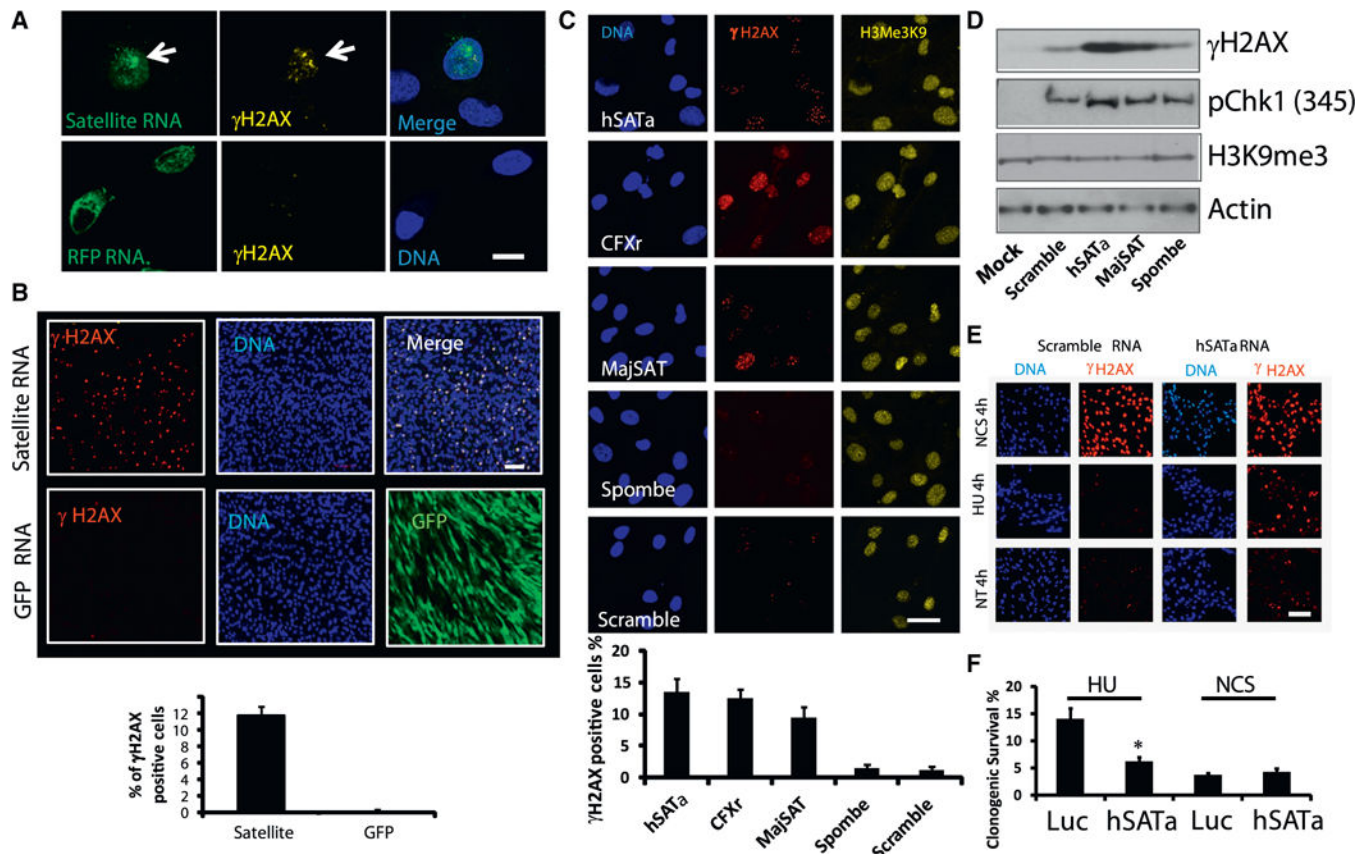 A
Satellite RNA
γH2AX
Merge
RFP RNA
γH2AX
DNA
B
Satellite RNA
γ H2AX
DNA
Merge
GFP RNA
γ H2AX
DNA
GFP
% of γH2AX
positive cells
12
10
8
6
4
2
0
Satellite
GFP
C
DNA
γ H2AX
H3Me3K9
hSATa
CFXr
MajSAT
Spombe
Scramble
γH2AX positive cells %
20
15
10
5
0
hSATa
CFXr
MajSAT
Spombe
Scramble
D
γH2AX
pChk1 (345)
H3K9me3
Actin
Mock
Scramble
hSATa
MajSAT
Spombe
E
Scramble RNA
hSATa RNA
DNA
γ H2AX
DNA
γ H2AX
NCS 4h
HU 4h
NT 4h
F
Clonogenic Survival %
20
15
10
5
0
HU
NCS
*
Luc
hSATa
Luc
hSATa